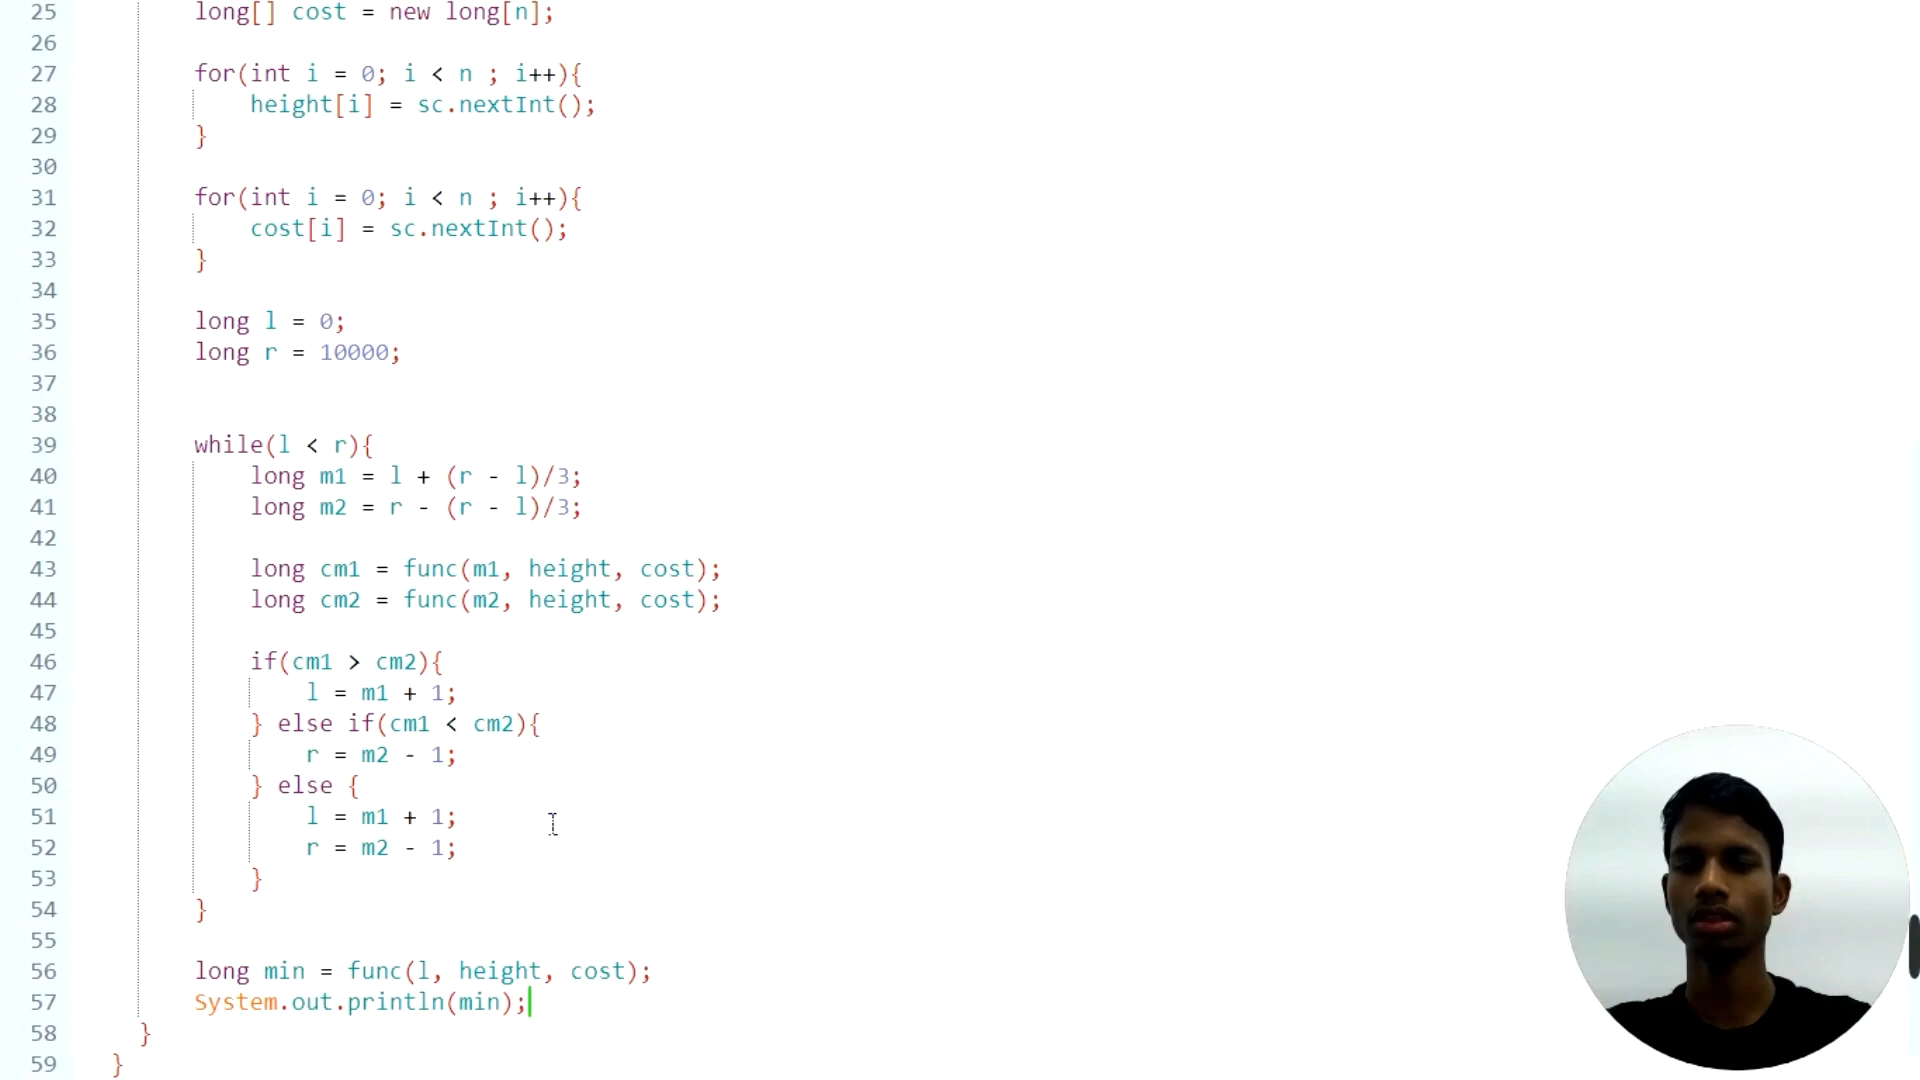 25 long[] cost = new long[n];
26
27 for(int i = 0; i < n ; i++){
28 height[i] = sc.nextInt();
29 }
30
31 for(int i = 0; i < n ; i++){
32 cost[i] = sc.nextInt();
33 }
34
35 long l = 0;
36 long r = 10000;
37
38
39 while(l < r){
40 long m1 = l + (r - l)/3;
41 long m2 = r - (r - l)/3;
42
43 long cm1 = func(m1, height, cost);
44 long cm2 = func(m2, height, cost);
45
46 if(cm1 > cm2){
47 l = m1 + 1;
48 } else if(cm1 < cm2){
49 r = m2 - 1;
50 } else {
51 l = m1 + 1;
52 r = m2 - 1;
53 }
54 }
55
56 long min = func(l, height, cost);
57 System.out.println(min);
58 }
59 }